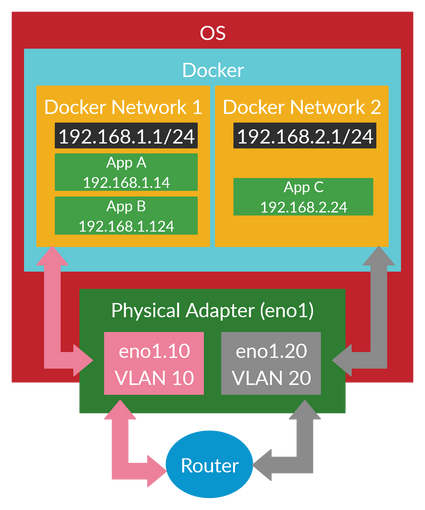 OS
Docker
Docker Network 1
192.168.1.1/24
App A
192.168.1.14
App B
192.168.1.124
Docker Network 2
192.168.2.1/24
App C
192.168.2.24
Physical Adapter (eno1)
eno1.10
VLAN 10
eno1.20
VLAN 20
Router